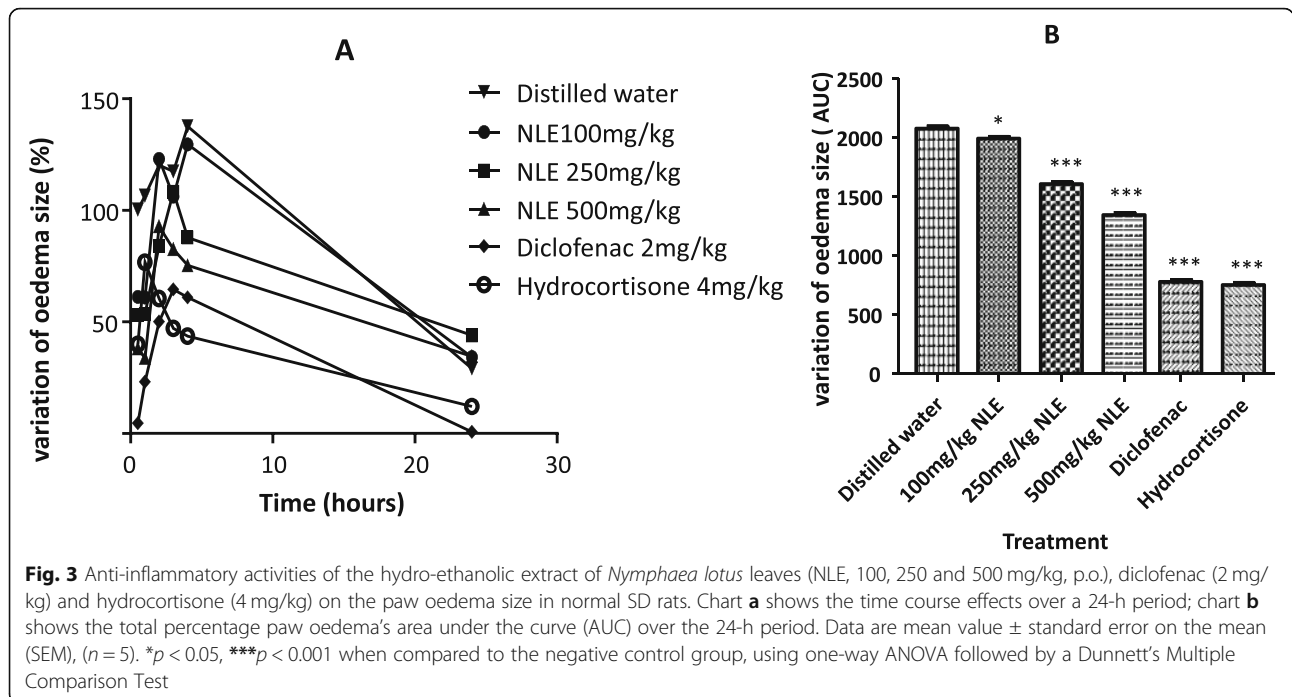 A
150
100
50
0
10
20
30
variation of oedema size (%)
Time (hours)
Distilled water
NLE100mg/kg
NLE 250mg/kg
NLE 500mg/kg
Diclofenac 2mg/kg
Hydrocortisone 4mg/kg
B
2500
2000
1500
1000
500
0
variation of oedema size ( AUC)
*
***
***
***
***
Distilled water
100mg/kg NLE
250mg/kg NLE
500mg/kg NLE
Diclofenac
Hydrocortisone
Treatment
Fig. 3 Anti-inflammatory activities of the hydro-ethanolic extract of Nymphaea lotus leaves (NLE, 100, 250 and 500 mg/kg, p.o.), diclofenac (2 mg/
kg) and hydrocortisone (4 mg/kg) on the paw oedema size in normal SD rats. Chart a shows the time course effects over a 24-h period; chart b
shows the total percentage paw oedema's area under the curve (AUC) over the 24-h period. Data are mean value ± standard error on the mean
(SEM), (n = 5). *p < 0.05, ***p < 0.001 when compared to the negative control group, using one-way ANOVA followed by a Dunnett's Multiple
Comparison Test